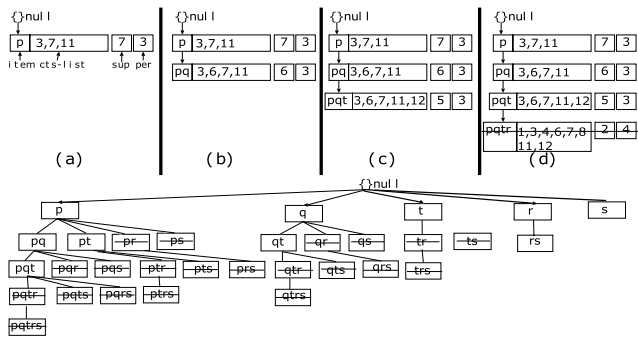 {}null {}null {}null {}null
p 3,7,11 7 3 p 3,7,11 7 3 p 3,7,11 7 3 p 3,7,11 7 3
item cts-list sup per pq 3,6,7,11 6 3 pq 3,6,7,11 6 3 pq 3,6,7,11 6 3
pqt 3,6,7,11,12 5 3 pqt 3,6,7,11,12 5 3
pqtr 1,3,4,6,7,8 2 4
11,12
(a) (b) (c) (d)
{}null
p q t r s
pq pt pr ps qt qr qs tr ts rs
pqt pqr pqs ptr pts prs qtr qts qrs trs
pqtr pqts pqrs ptrs qtrs
pqtrs